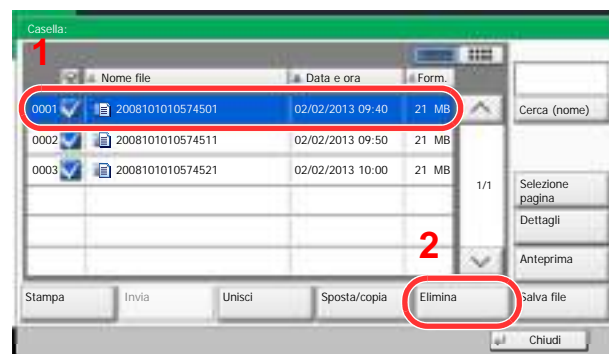 Casella:
1
Nome file Data e ora Form.
0001 2008101010574501 02/02/2013 09:40 21 MB
Cerca (nome)
0002 2008101010574511 02/02/2013 09:50 21 MB
0003 2008101010574521 02/02/2013 10:00 21 MB
1/1
Selezione
pagina
Dettagli
2
Anteprima
Stampa Invia Unisci Sposta/copia Elimina Salva file
Chiudi